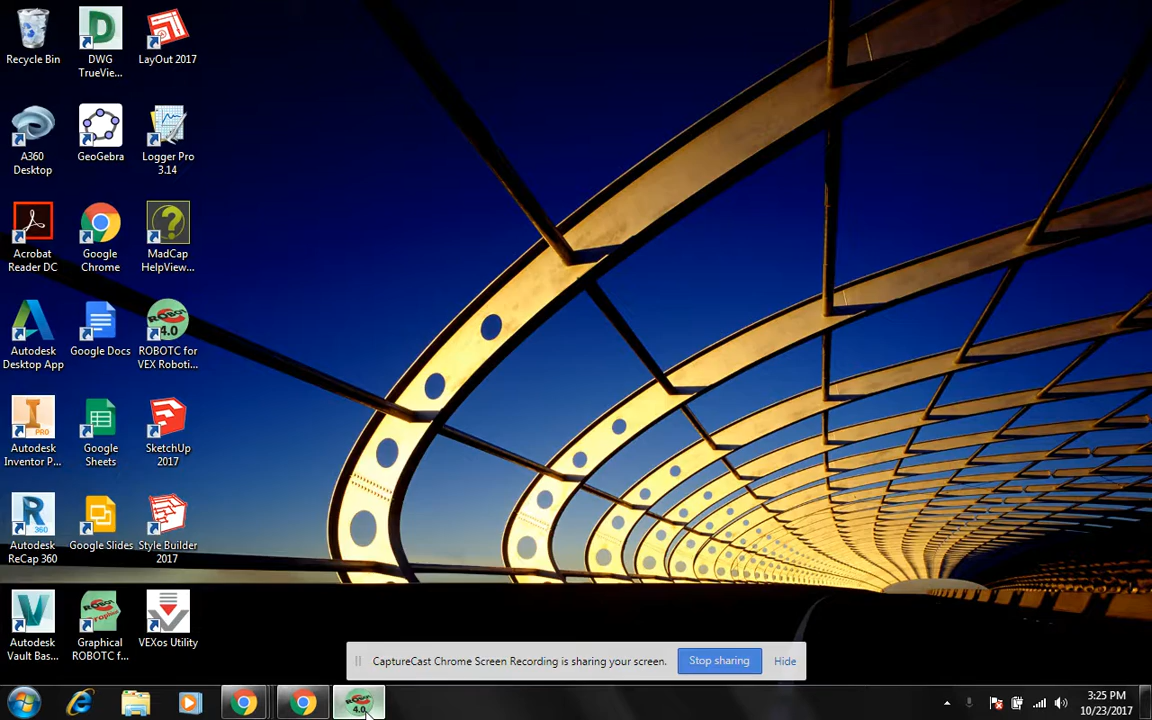 Recycle Bin
DWG
TrueVie...
LayOut 2017
A360
Desktop
GeoGebra
Logger Pro
3.14
Acrobat
Reader DC
Google
Chrome
MadCap
HelpView...
Autodesk
Desktop App
Google Docs
ROBOTC for
VEX Roboti...
Autodesk
Inventor P...
Google
Sheets
SketchUp
2017
Autodesk
ReCap 360
Google Slides
Style Builder
2017
Autodesk
Vault Bas...
Graphical
ROBOTC f...
VEXos Utility
CaptureCast Chrome Screen Recording is sharing your screen.
Stop sharing
Hide
3:25 PM
10/23/2017